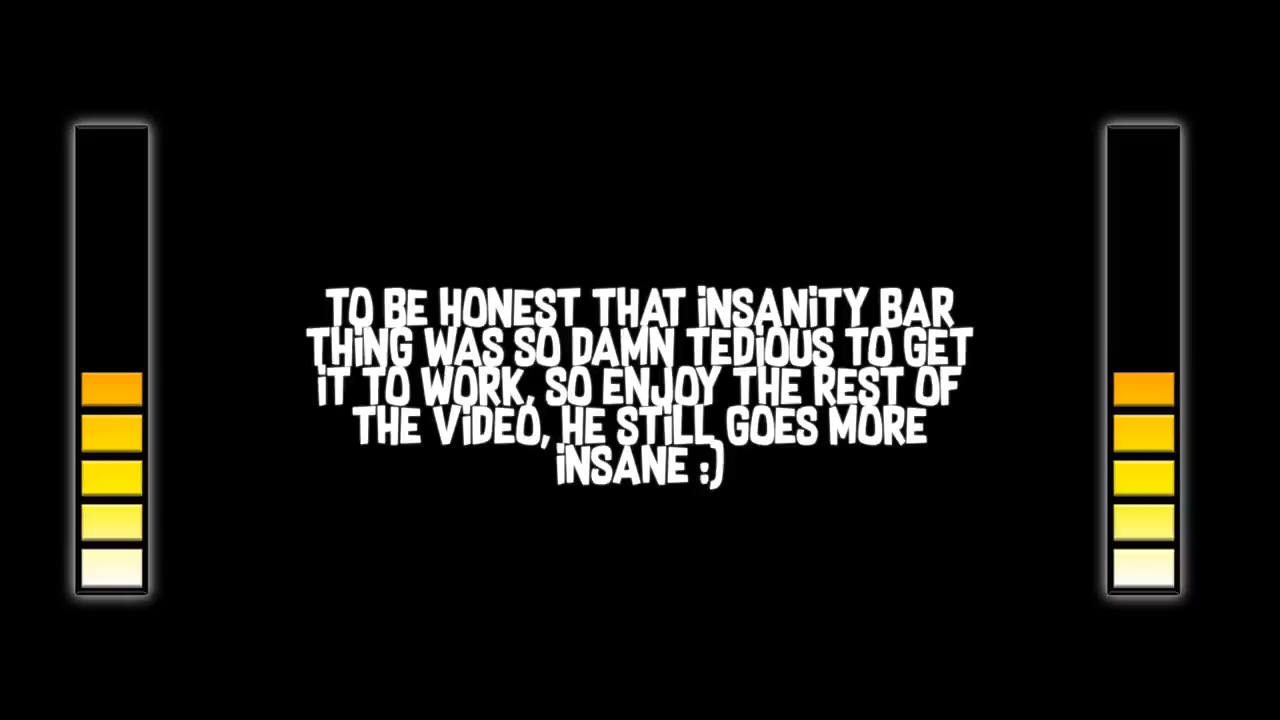 TO BE HONEST THAT iNSANiTY BAR
THiNG WAS SO DAMN TEDiOUS TO GET
iT TO WORK, SO ENJOY THE REST OF
THE ViDEO, HE STiLL GOES MORE
iNSANE :)